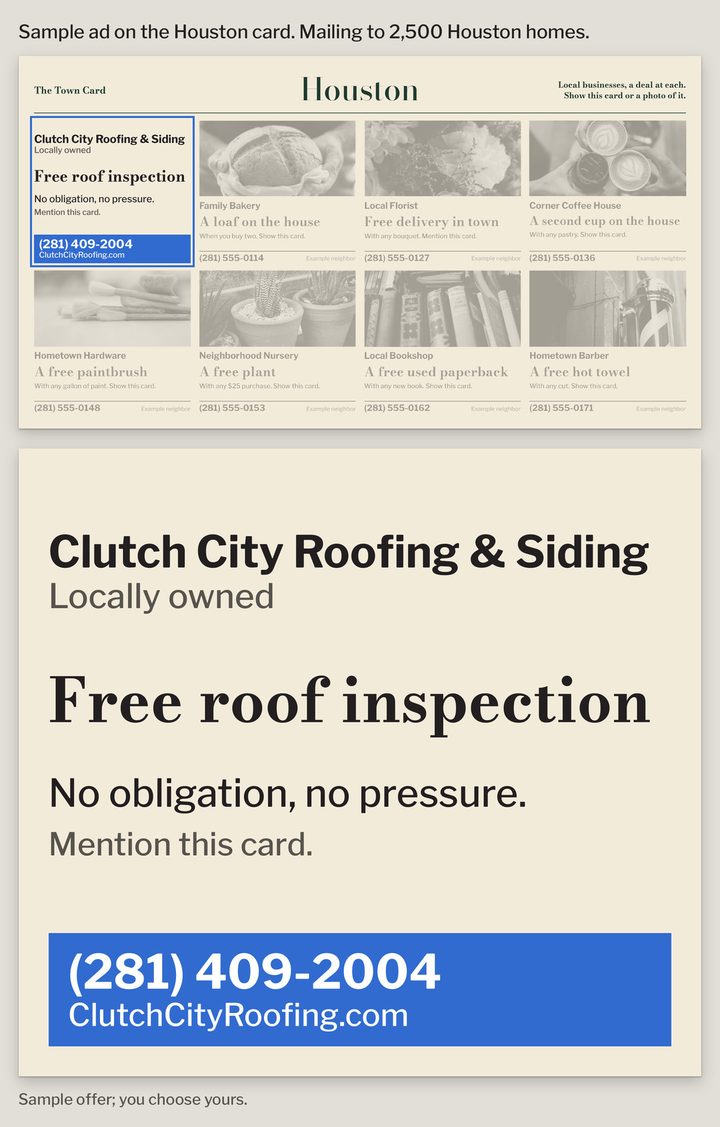 Sample ad on the Houston card. Mailing to 2,500 Houston homes.
The Town Card
Houston
Local businesses, a deal at each.
Show this card or a photo of it.
Clutch City Roofing & Siding
Locally owned
Free roof inspection
No obligation, no pressure.
Mention this card.
(281) 409-2004
ClutchCityRoofing.com
Family Bakery
A loaf on the house
When you buy two. Show this card.
(281) 555-0114
Example neighbor
Local Florist
Free delivery in town
With any bouquet. Mention this card.
(281) 555-0127
Example neighbor
Corner Coffee House
A second cup on the house
With any pastry. Show this card.
(281) 555-0136
Example neighbor
Hometown Hardware
A free paintbrush
With any gallon of paint. Show this card.
(281) 555-0148
Example neighbor
Neighborhood Nursery
A free plant
With any $25 purchase. Show this card.
(281) 555-0153
Example neighbor
Local Bookshop
A free used paperback
With any new book. Show this card.
(281) 555-0162
Example neighbor
Hometown Barber
A free hot towel
With any cut. Show this card.
(281) 555-0171
Example neighbor
Clutch City Roofing & Siding
Locally owned
Free roof inspection
No obligation, no pressure.
Mention this card.
(281) 409-2004
ClutchCityRoofing.com
Sample offer; you choose yours.